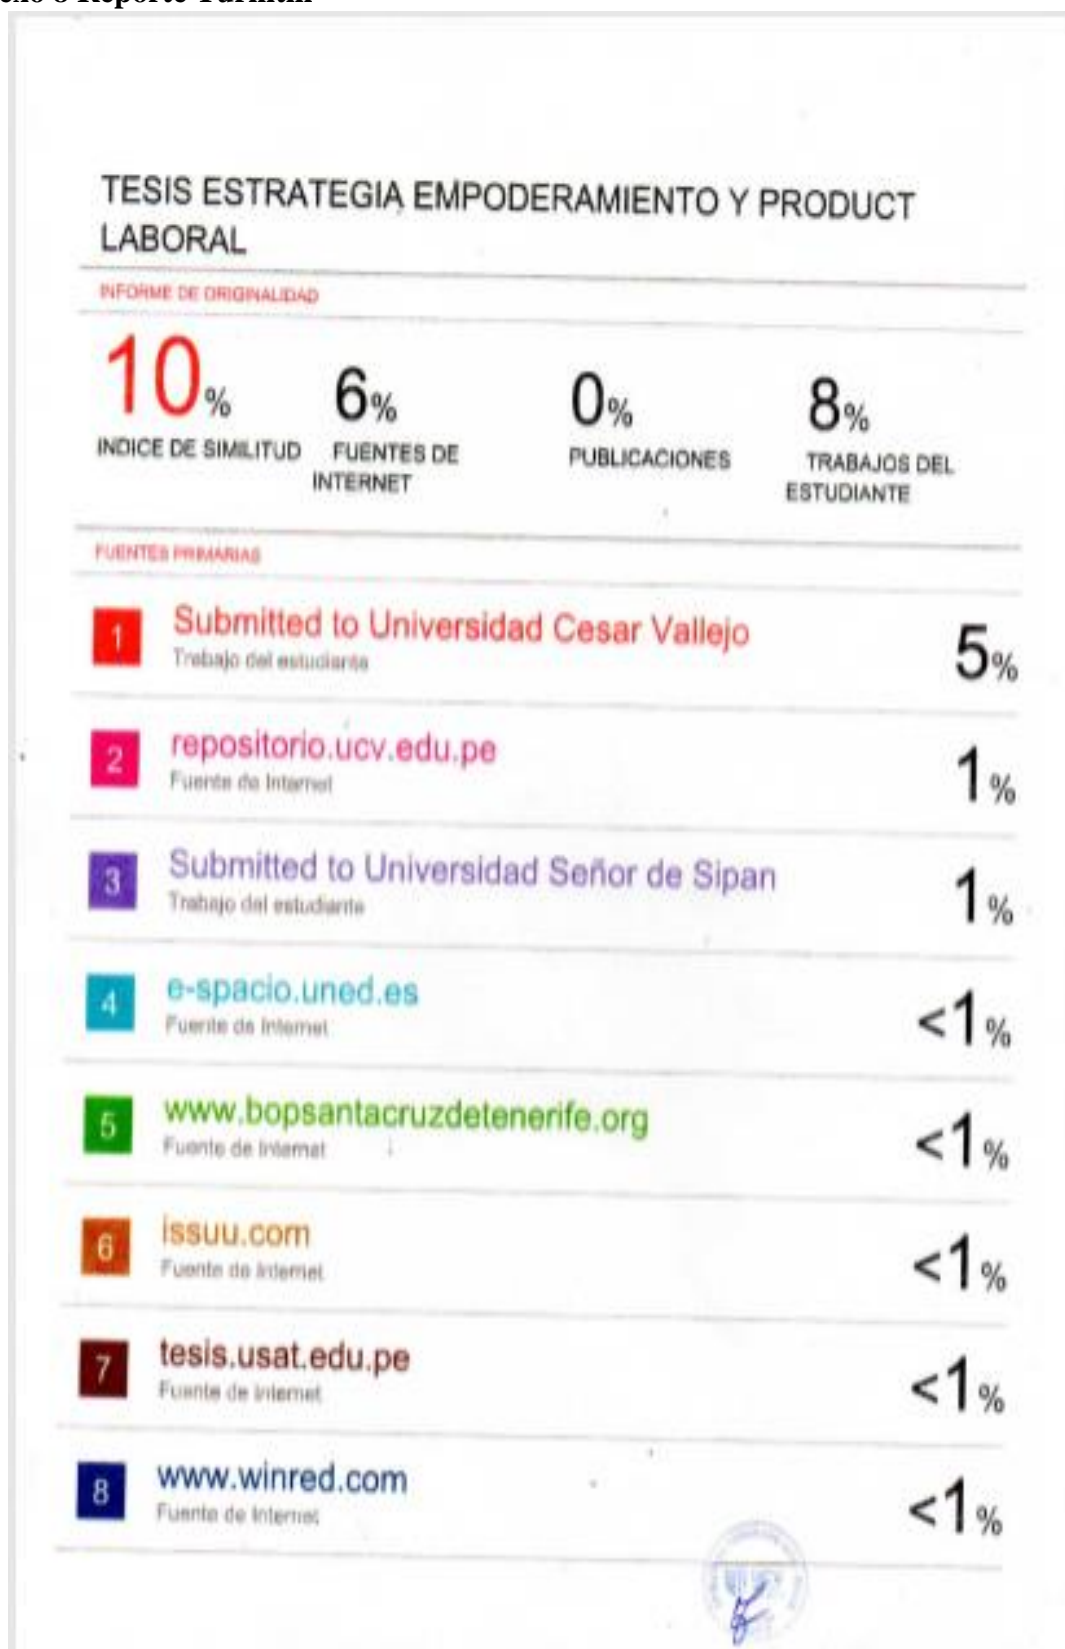 Reporte Turnitin
TESIS ESTRATEGIA EMPODERAMIENTO Y PRODUCT
LABORAL
INFORME DE ORIGINALIDAD
10% 6% 0% 8%
INDICE DE SIMILITUD FUENTES DE PUBLICACIONES TRABAJOS DEL
INTERNET ESTUDIANTE
FUENTES PRIMARIAS
1 Submitted to Universidad Cesar Vallejo 5%
Trabajo del estudiante
2 repositorio.ucv.edu.pe 1%
Fuente de Internet
3 Submitted to Universidad Señor de Sipan 1%
Trabajo del estudiante
4 e-spacio.uned.es <1%
Fuente de Internet
5 www.bopsantacruzdetenerife.org <1%
Fuente de Internet
6 issuu.com <1%
Fuente de Internet
7 tesis.usat.edu.pe <1%
Fuente de Internet
8 www.winred.com <1%
Fuente de Internet